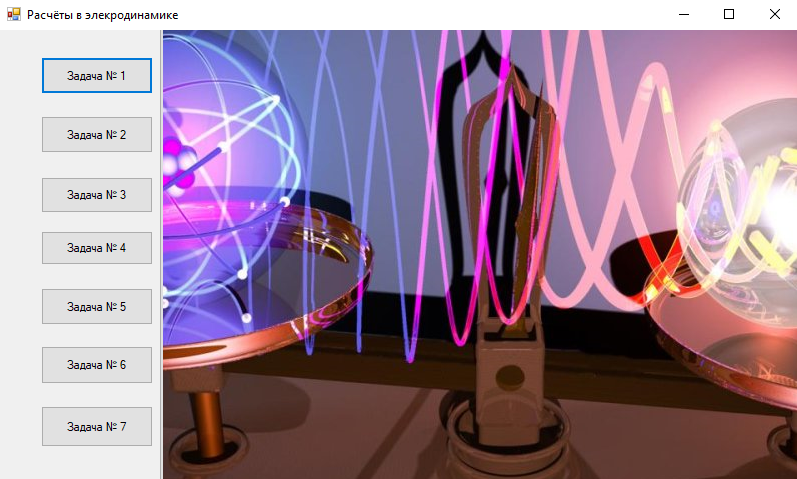 Расчёты в элекродинамике
Задача № 1
Задача № 2
Задача № 3
Задача № 4
Задача № 5
Задача № 6
Задача № 7